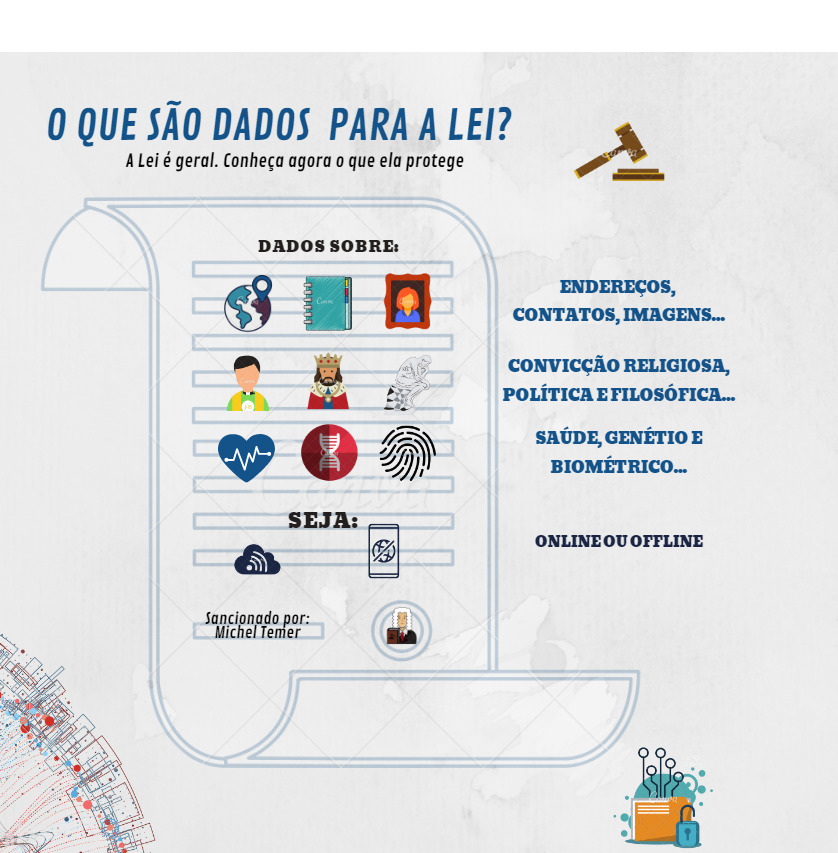 O QUE SÃO DADOS PARA A LEI?
A Lei é geral. Conheça agora o que ela protege
DADOS SOBRE:
ENDEREÇOS,
CONTATOS, IMAGENS...
CONVICÇÃO RELIGIOSA,
POLÍTICA E FILOSÓFICA...
SAÚDE, GENÉTIO E
BIOMÉTRICO...
SEJA:
ONLINE OU OFFLINE
Sancionado por:
Michel Temer
Canva